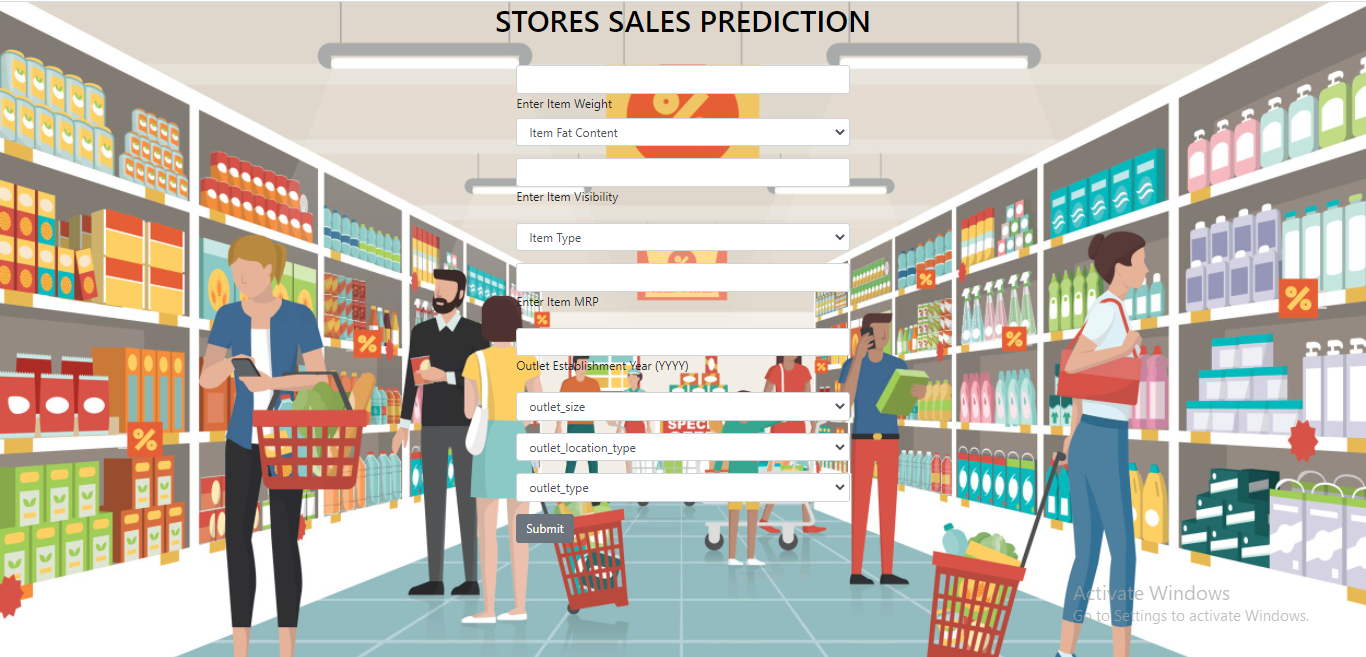 STORES SALES PREDICTION
Enter Item Weight
Item Fat Content
Enter Item Visibility
Item Type
Enter Item MRP
Outlet Establishment Year (YYYY)
outlet_size
outlet_location_type
outlet_type
Submit
%
%
%
%
%
%
%
%
%
SPECI
Activate Windows
Go to Settings to activate Windows.